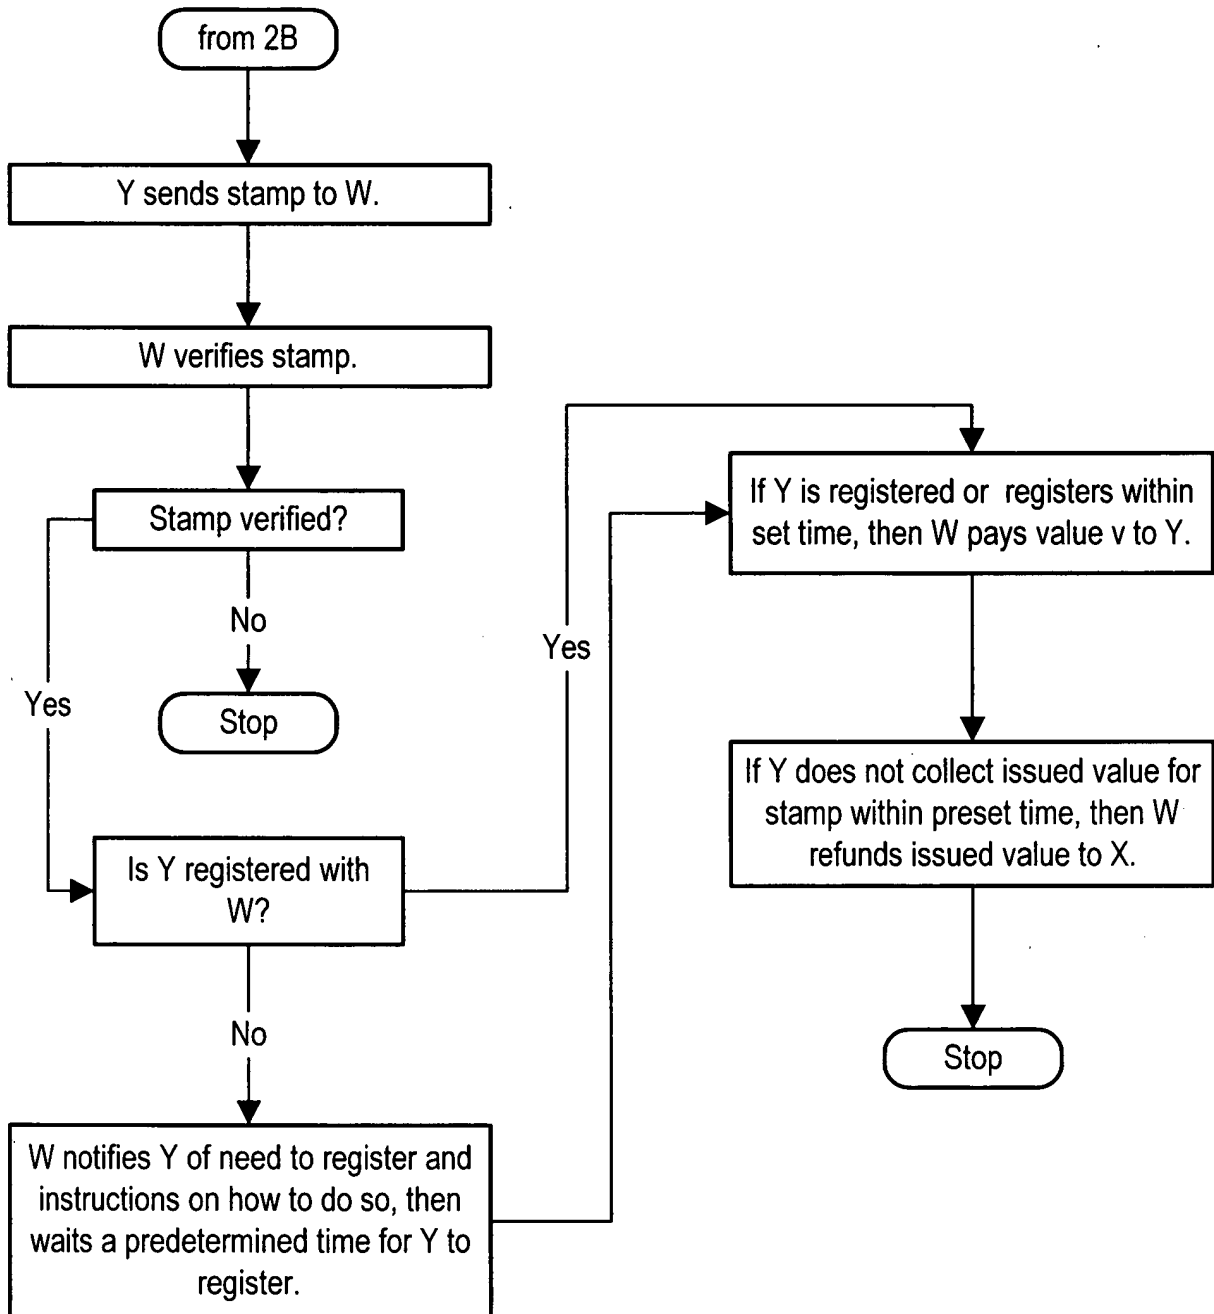 from 2B
Y sends stamp to W.
W verifies stamp.
Stamp verified?
No
Yes
Stop
Is Y registered with
W?
No
W notifies Y of need to register and
instructions on how to do so, then
waits a predetermined time for Y to
register.
Yes
If Y is registered or registers within
set time, then W pays value v to Y.
If Y does not collect issued value for
stamp within preset time, then W
refunds issued value to X.
Stop